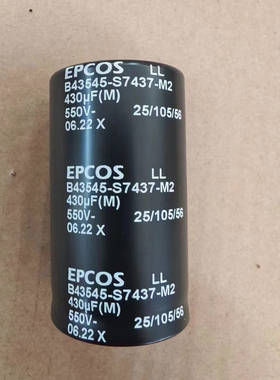 EPCOS LL
B43545-S7437-M2
430µF(M)
550V- 25/105/56
06.22 X
EPCOS LL
B43545-S7437-M2
430µF(M)
550V- 25/105/56
06.22 X
EPCOS LL
B43545-S7437-M2
430µF(M)
550V- 25/105/56
06.22 X